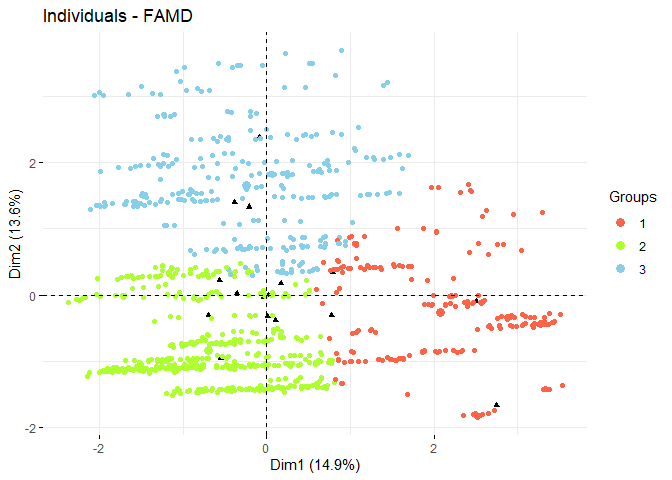 Individuals - FAMD
Groups
1
2
3
2
0
-2
Dim2 (13.6%)
-2
0
2
Dim1 (14.9%)